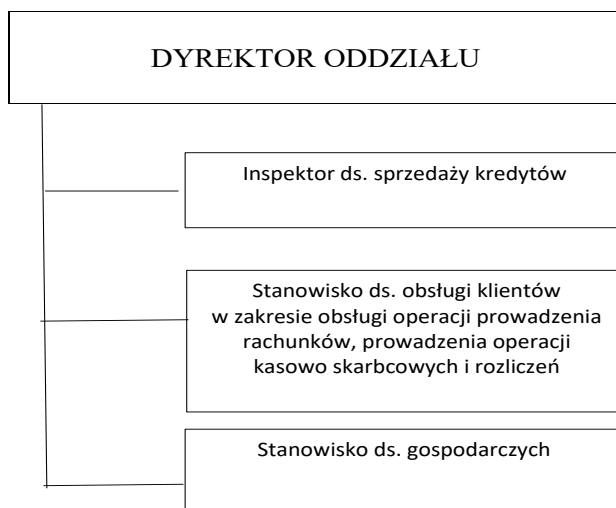 DYREKTOR ODDZIAŁU
Inspektor ds. sprzedaży kredytów
Stanowisko ds. obsługi klientów
w zakresie obsługi operacji prowadzenia
rachunków, prowadzenia operacji
kasowo skarbcowych i rozliczeń
Stanowisko ds. gospodarczych